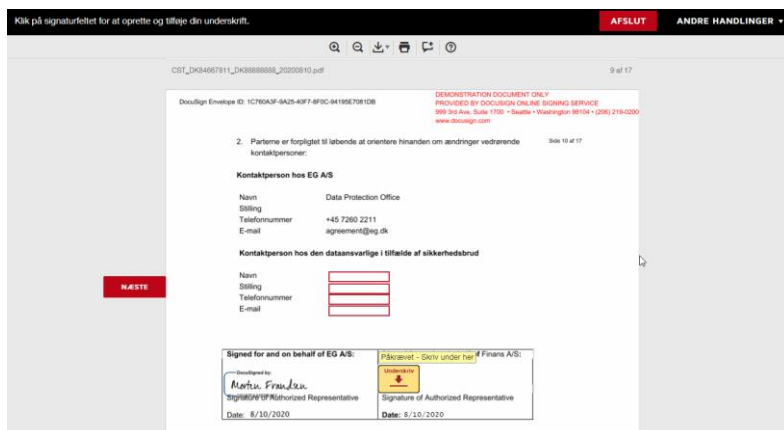 Klik på signaturfeltet for at oprette og tilføje din underskrift.
AFSLUT
ANDRE HANDLINGER
CST_DK84667811_DK88888888_20200810.pdf
9 af 17
DocuSign Envelope ID: 1C760A3F-9A25-40F7-8F0C-94195E7081DB
DEMONSTRATION DOCUMENT ONLY
PROVIDED BY DOCUSIGN ONLINE SIGNING SERVICE
999 3rd Ave, Suite 1700 • Seattle • Washington 98104 • (206) 219-0200
www.docusign.com
2. Parterne er forpligtet til løbende at orientere hinanden om ændringer vedrørende
kontaktpersoner:
Side 10 af 17
Kontaktperson hos EG A/S
Navn Data Protection Office
Stilling
Telefonnummer +45 7260 2211
E-mail agreement@eg.dk
Kontaktperson hos den dataansvarlige i tilfælde af sikkerhedsbrud
NÆSTE
Navn
Stilling
Telefonnummer
E-mail
Signed for and on behalf of EG A/S:
Påkrævet - Skriv under her
f Finans A/S:
DocuSigned by:
Morten Frandsen
Underskriv
Signature of Authorized Representative
Signature of Authorized Representative
Date: 8/10/2020
Date: 8/10/2020